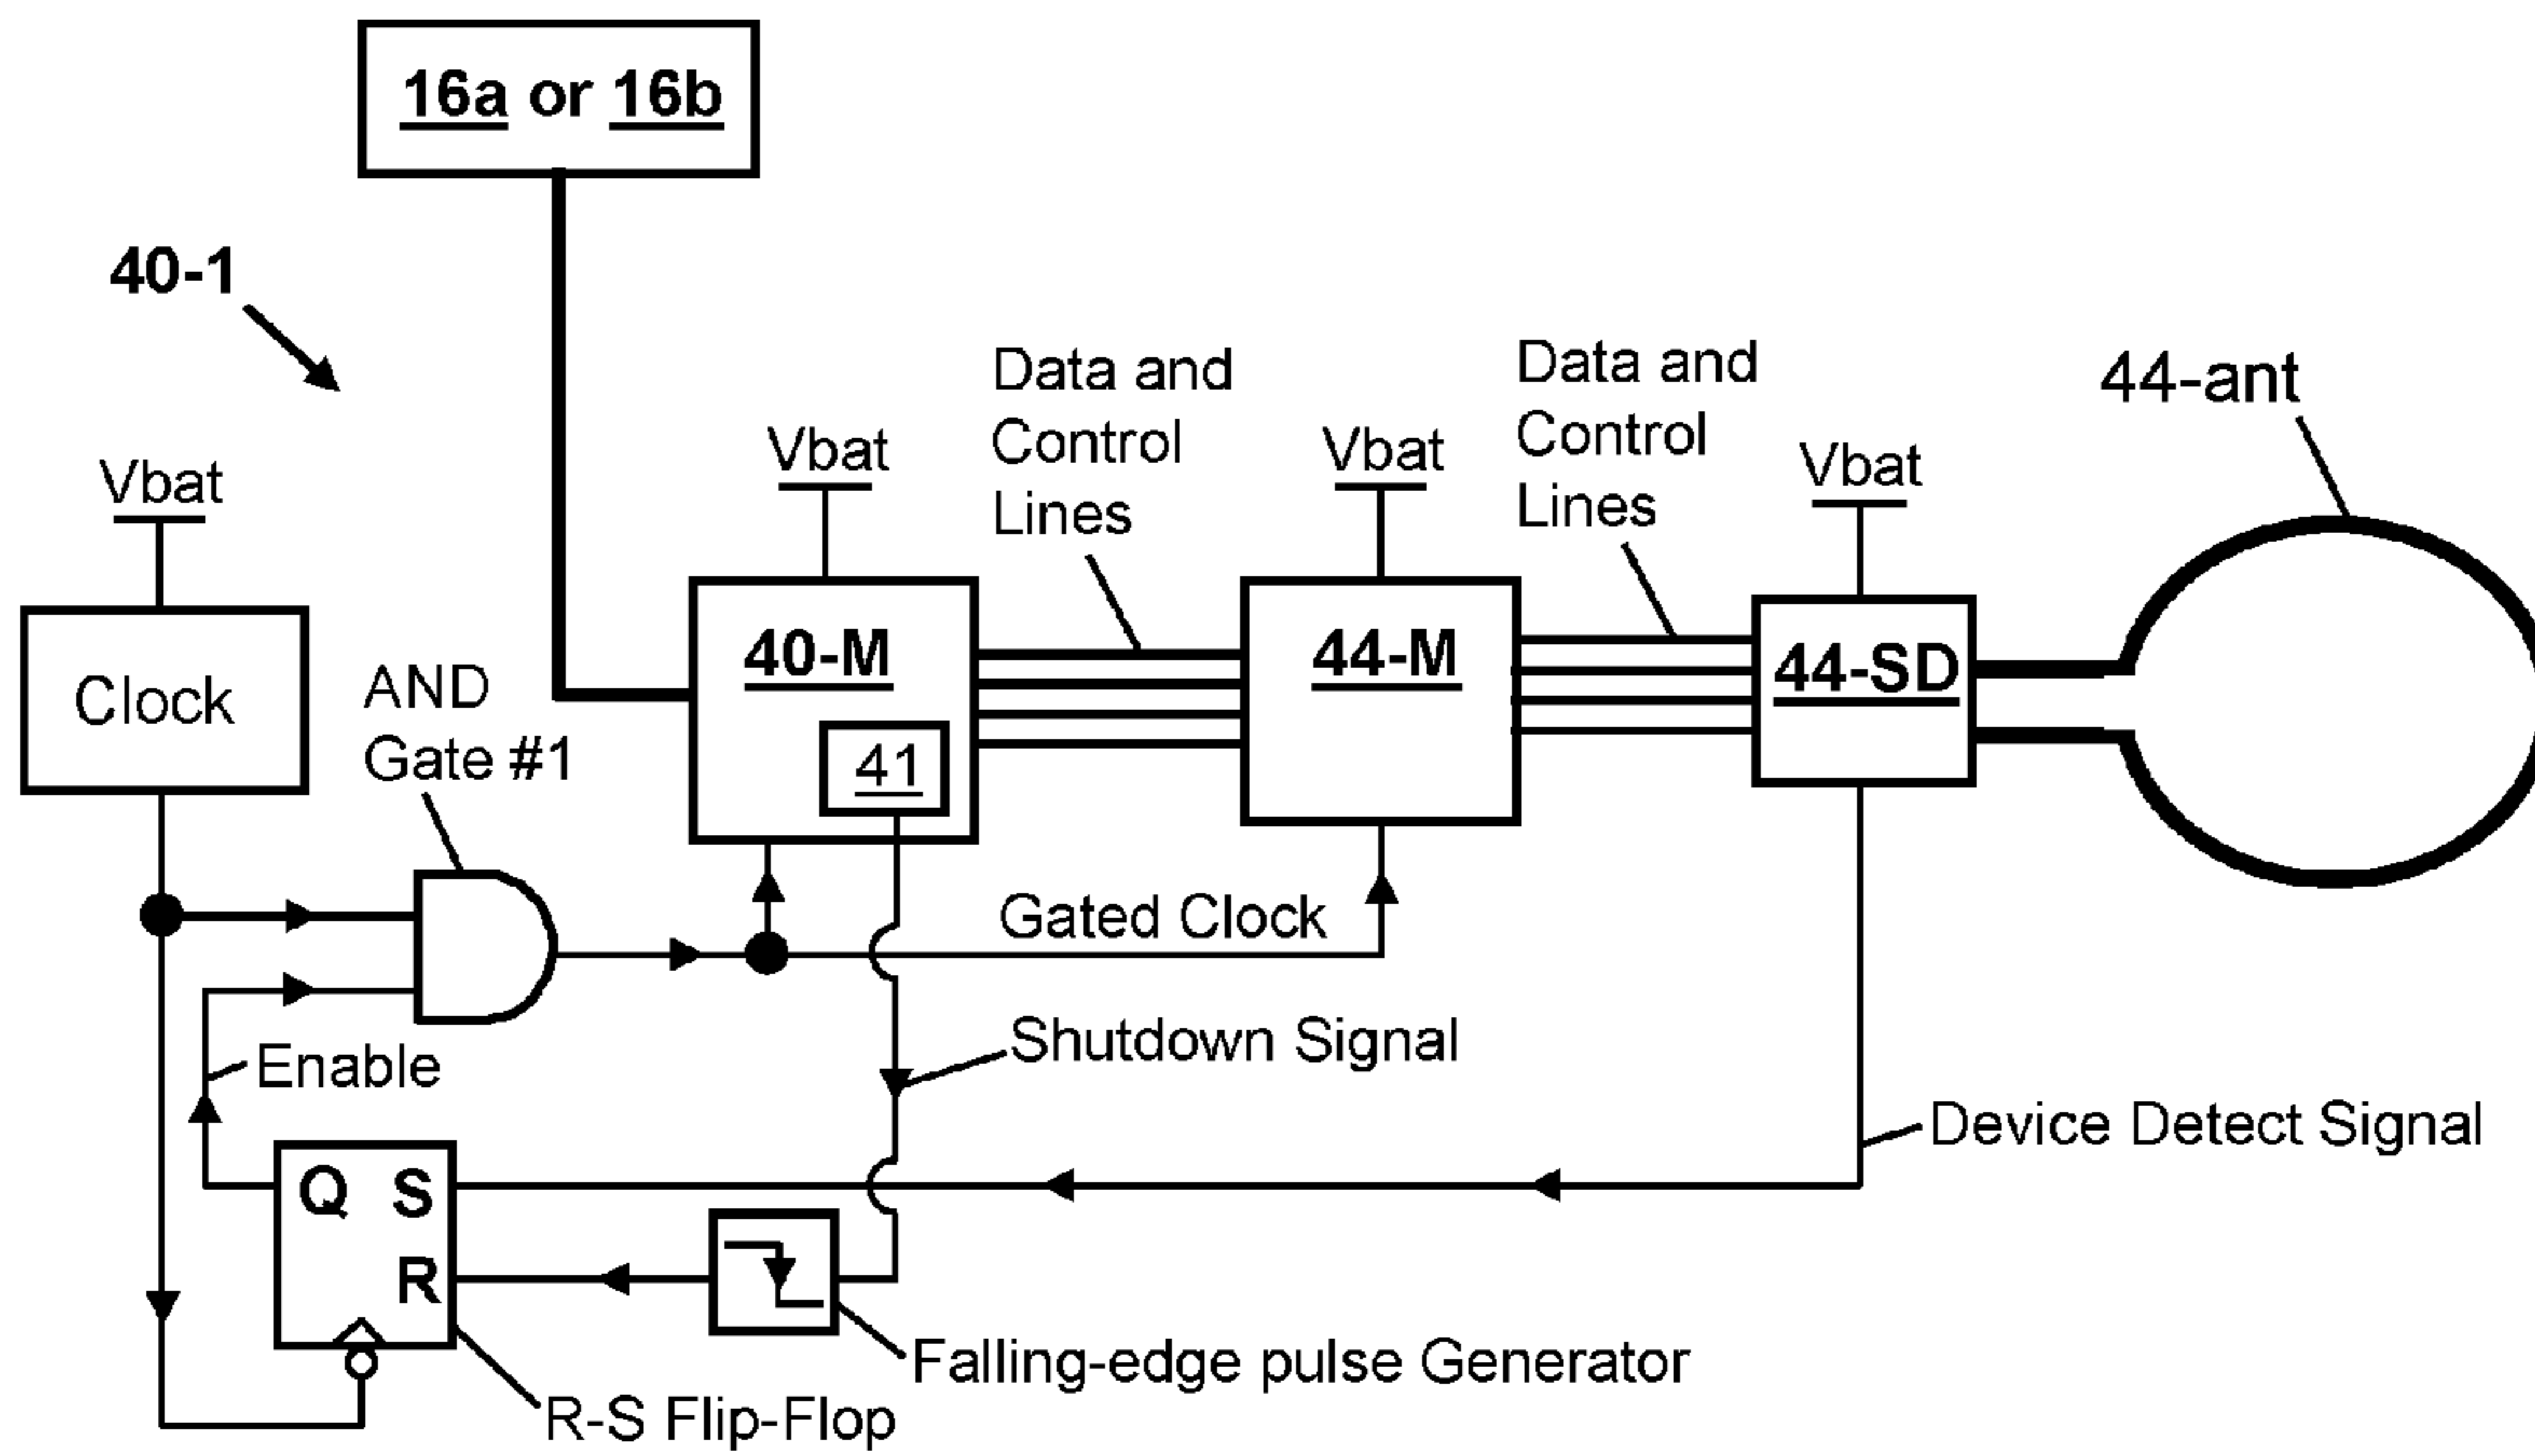 16a or 16b
40-1
Data and
Control
Lines
Data and
Control
Lines
44-ant
Vbat
Vbat
Vbat
Vbat
Clock
AND
Gate #1
40-M
41
44-M
44-SD
Gated Clock
Shutdown Signal
Enable
Device Detect Signal
Q S
R
Falling-edge pulse Generator
R-S Flip-Flop